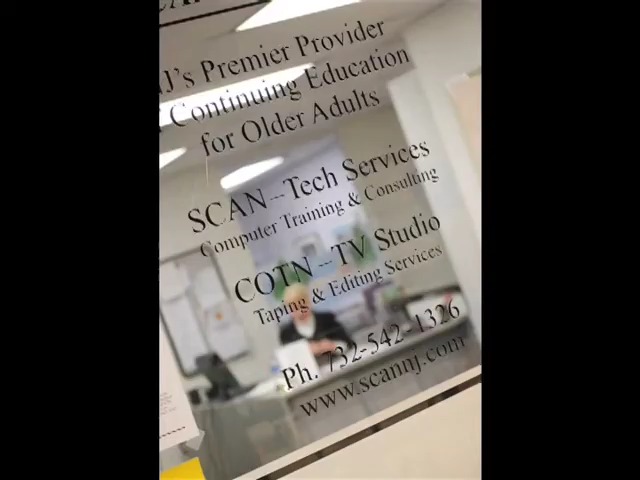 NJ's Premier Provider
Continuing Education
for Older Adults
SCAN--Tech Services
Computer Training & Consulting
COTN--TV Studio
Taping & Editing Services
Ph. 732-542-1326
www.scannj.com